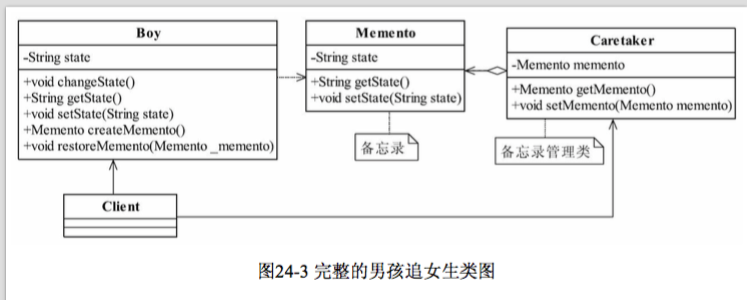 Boy
-String state
+void changeState()
+String getState()
+void setState(String state)
+Memento createMemento()
+void restoreMemento(Memento _memento)
Memento
-String state
+String getState()
+void setState(String state)
备忘录
Caretaker
-Memento memento
+Memento getMemento()
+void setMemento(Memento memento)
备忘录管理类
Client
图24-3 完整的男孩追女生类图